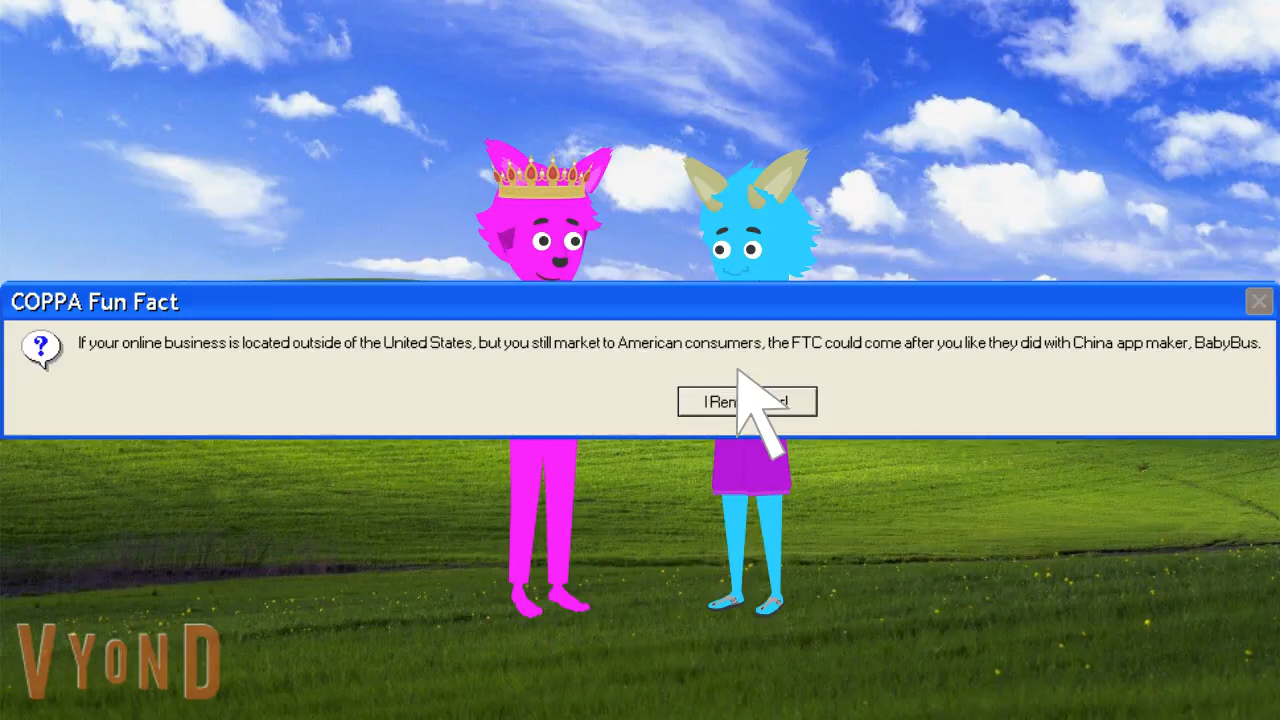 COPPA Fun Fact
?
If your online business is located outside of the United States, but you still market to American consumers, the FTC could come after you like they did with China app maker, BabyBus.
I
VYOND